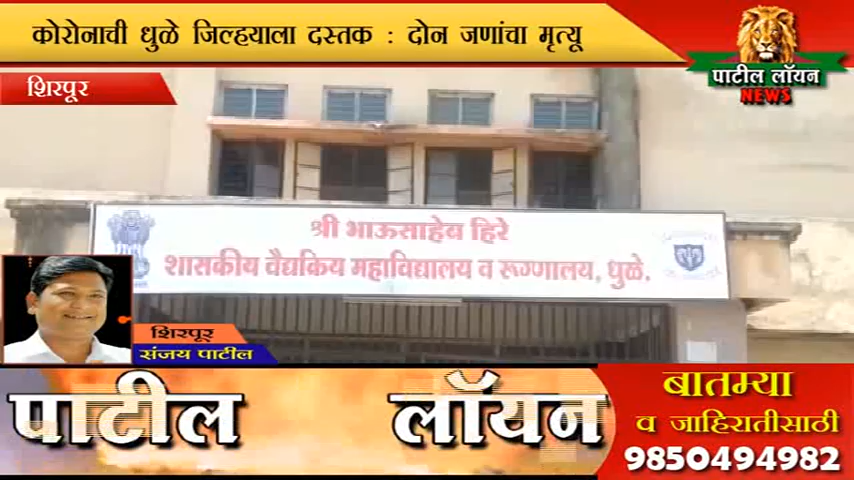 कोरोनाची धुळे जिल्हयाला दस्तक : दोन जणांचा मृत्यू
पाटील लॉयन
NEWS
शिरपूर
श्री भाऊसाहेब हिरे
शासकीय वैद्यकिय महाविद्यालय व रूग्णालय, धुळे.
शिरपूर
संजय पाटील
पाटील लॉयन
बातम्या
व जाहिरातीसाठी
9850494982